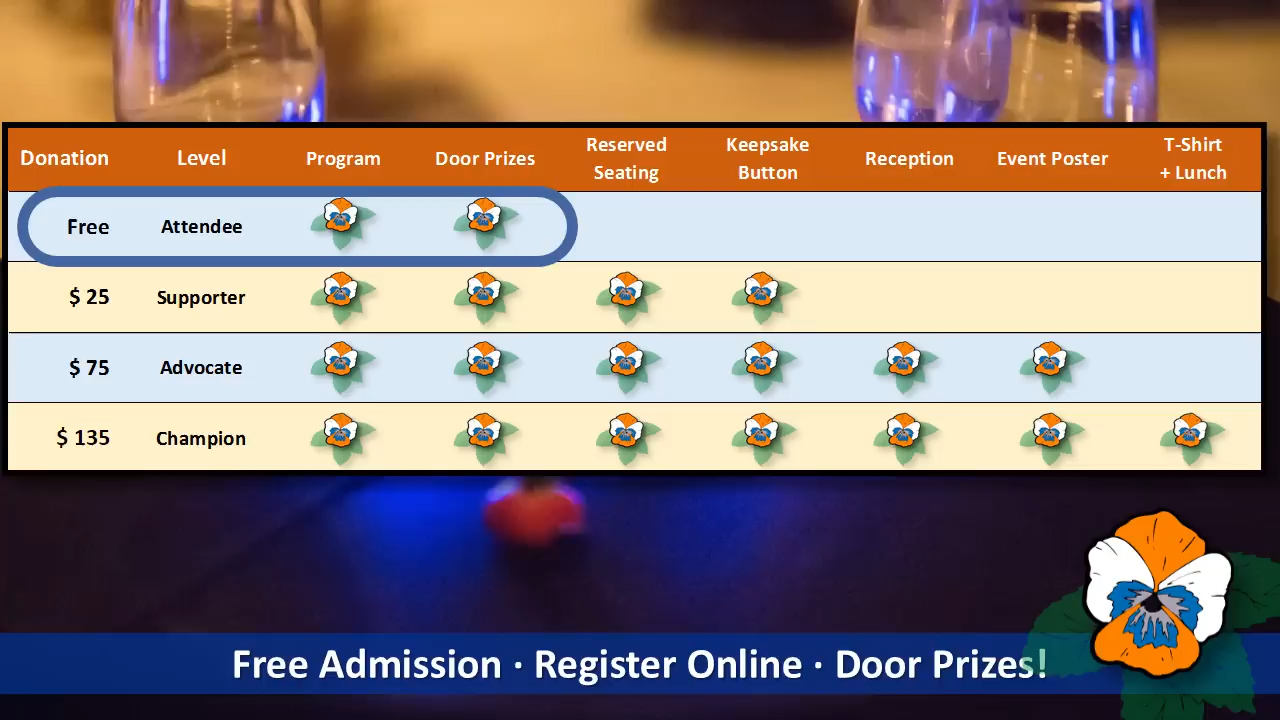 Donation Level Program Door Prizes Reserved Seating Keepsake Button Reception Event Poster T-Shirt + Lunch
Free Attendee
$ 25 Supporter
$ 75 Advocate
$ 135 Champion
Free Admission · Register Online · Door Prizes!